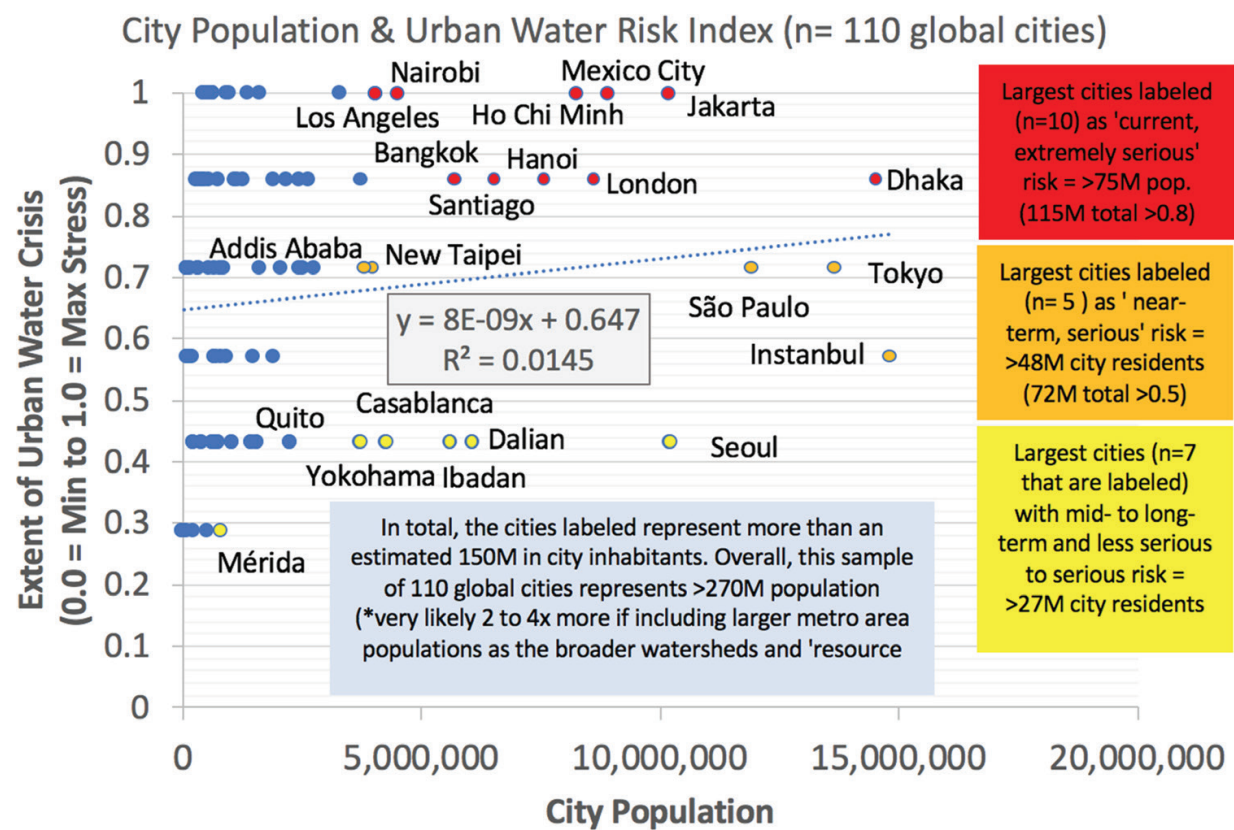 City Population & Urban Water Risk Index (n= 110 global cities)
Extent of Urban Water Crisis
(0.0 = Min to 1.0 = Max Stress)
1
0.9
0.8
0.7
0.6
0.5
0.4
0.3
0.2
0.1
0
Nairobi
Mexico City
Los Angeles
Ho Chi Minh
Jakarta
Bangkok
Hanoi
Santiago
London
Dhaka
Addis Ababa
New Taipei
São Paulo
Tokyo
y = 8E-09x + 0.647
R² = 0.0145
Instanbul
Quito
Casablanca
Dalian
Seoul
Yokohama
Ibadan
Mérida
In total, the cities labeled represent more than an
estimated 150M in city inhabitants. Overall, this sample
of 110 global cities represents >270M population
(*very likely 2 to 4x more if including larger metro area
populations as the broader watersheds and 'resource
Largest cities labeled
(n=10) as 'current,
extremely serious'
risk = >75M pop.
(115M total >0.8)
Largest cities labeled
(n= 5 ) as ' near-
term, serious' risk =
>48M city residents
(72M total >0.5)
Largest cities (n=7
that are labeled)
with mid- to long-
term and less serious
to serious risk =
>27M city residents
0
5,000,000
10,000,000
15,000,000
20,000,000
City Population